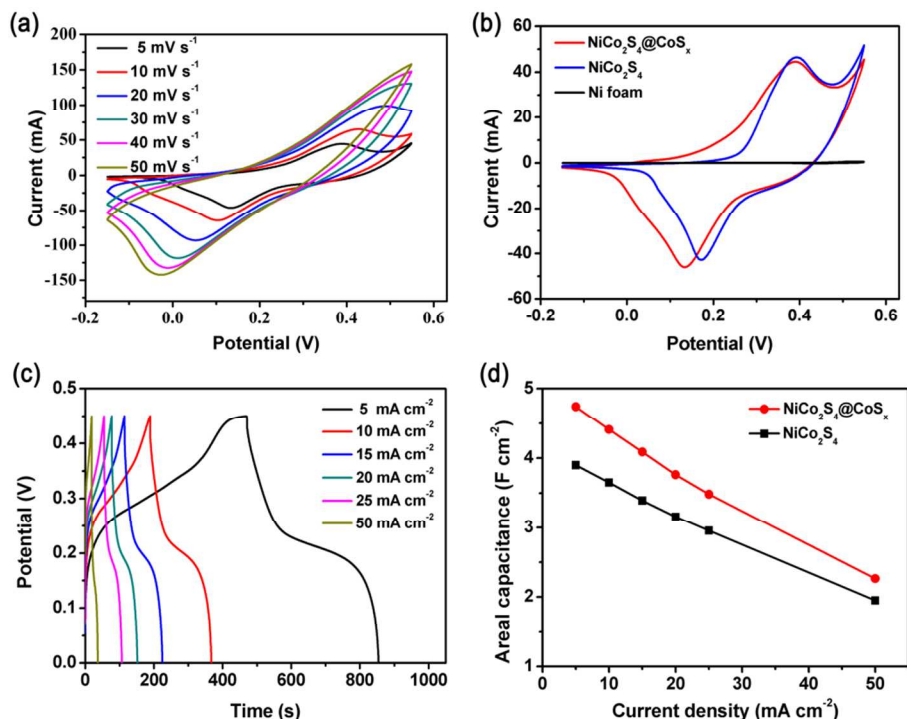 (a)
5 mV s⁻¹
10 mV s⁻¹
20 mV s⁻¹
30 mV s⁻¹
40 mV s⁻¹
50 mV s⁻¹
200
150
100
50
0
-50
-100
-150
-0.2
0.0
0.2
0.4
0.6
Current (mA)
Potential (V)
(b)
NiCo₂S₄@CoSₓ
NiCo₂S₄
Ni foam
60
40
20
0
-20
-40
-60
-0.2
0.0
0.2
0.4
0.6
Current (mA)
Potential (V)
(c)
5 mA cm⁻²
10 mA cm⁻²
15 mA cm⁻²
20 mA cm⁻²
25 mA cm⁻²
50 mA cm⁻²
0.5
0.4
0.3
0.2
0.1
0.0
0
200
400
600
800
1000
Potential (V)
Time (s)
(d)
NiCo₂S₄@CoSₓ
NiCo₂S₄
5
4
3
2
1
0
10
20
30
40
50
Areal capacitance (F cm⁻²)
Current density (mA cm⁻²)